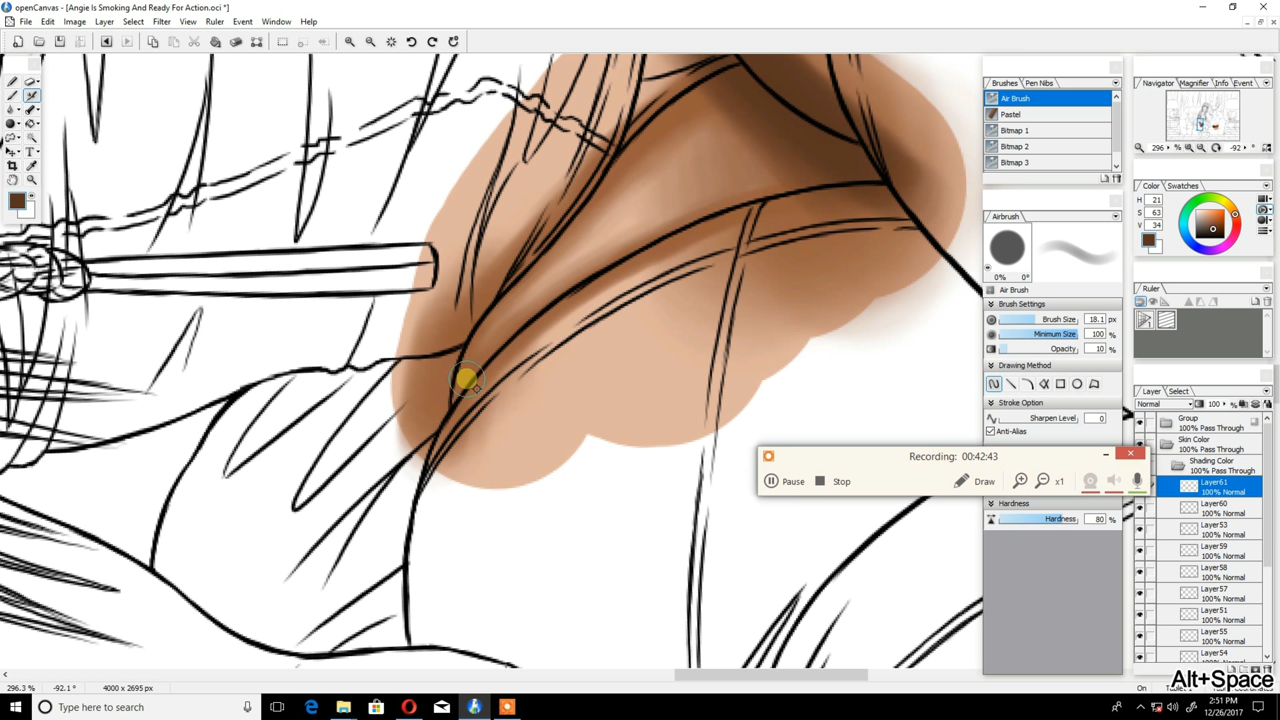 openCanvas - [Angie Is Smoking And Ready For Action.oci *]
File Edit Image Layer Select Filter View Ruler Event Window Help
Brushes Pen Nibs
Air Brush
Pastel
Bitmap 1
Bitmap 2
Bitmap 3
Airbrush
0% 0°
Air Brush
Brush Settings
Brush Size 18.1 px
Minimum Size 100 %
Opacity 10 %
Drawing Method
Stroke Option
Sharpen Level 0
Anti-Alias
Hardness
Hardness 80 %
Navigator Magnifier Info Event
296 % -92 °
Color Swatches
H 21
S 63
V 34
Ruler
Layer Select
Normal 100 %
Group
100% Pass Through
Skin Color
100% Pass Through
Shading Color
100% Pass Through
Layer61
100% Normal
Layer60
100% Normal
Layer53
100% Normal
Layer59
100% Normal
Layer58
100% Normal
Layer57
100% Normal
Layer51
100% Normal
Layer55
100% Normal
Layer54
100% Normal
Recording: 00:42:43
Pause Stop Draw x1
Alt+Space
296.3 % -92.1 ° 4000 x 2695 px
On
Type here to search
2:51 PM
12/26/2017